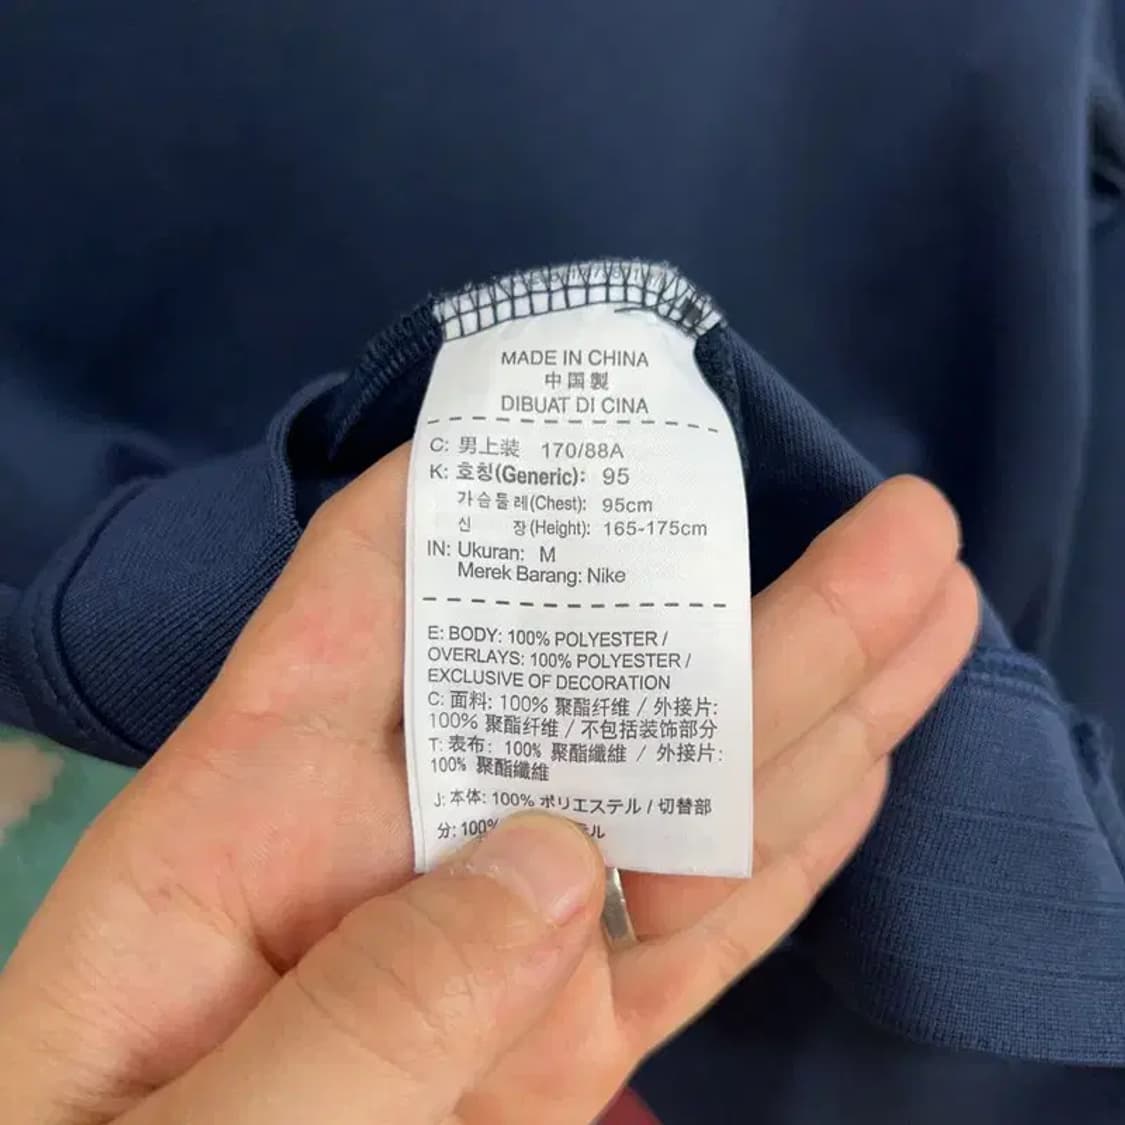 MADE IN CHINA
中国製
DIBUAT DI CINA
C: 男上装 170/88A
K: 호칭(Generic): 95
가슴둘레(Chest): 95cm
신 장(Height): 165-175cm
IN: Ukuran: M
Merek Barang: Nike
E: BODY: 100% POLYESTER /
OVERLAYS: 100% POLYESTER /
EXCLUSIVE OF DECORATION
C: 面料: 100% 聚酯纤维 / 外接片:
100% 聚酯纤维 / 不包括装饰部分
T: 表布: 100% 聚酯纖維 / 外接片:
100% 聚酯纖維
J: 本体: 100% ポリエステル / 切替部
分: 100% テル